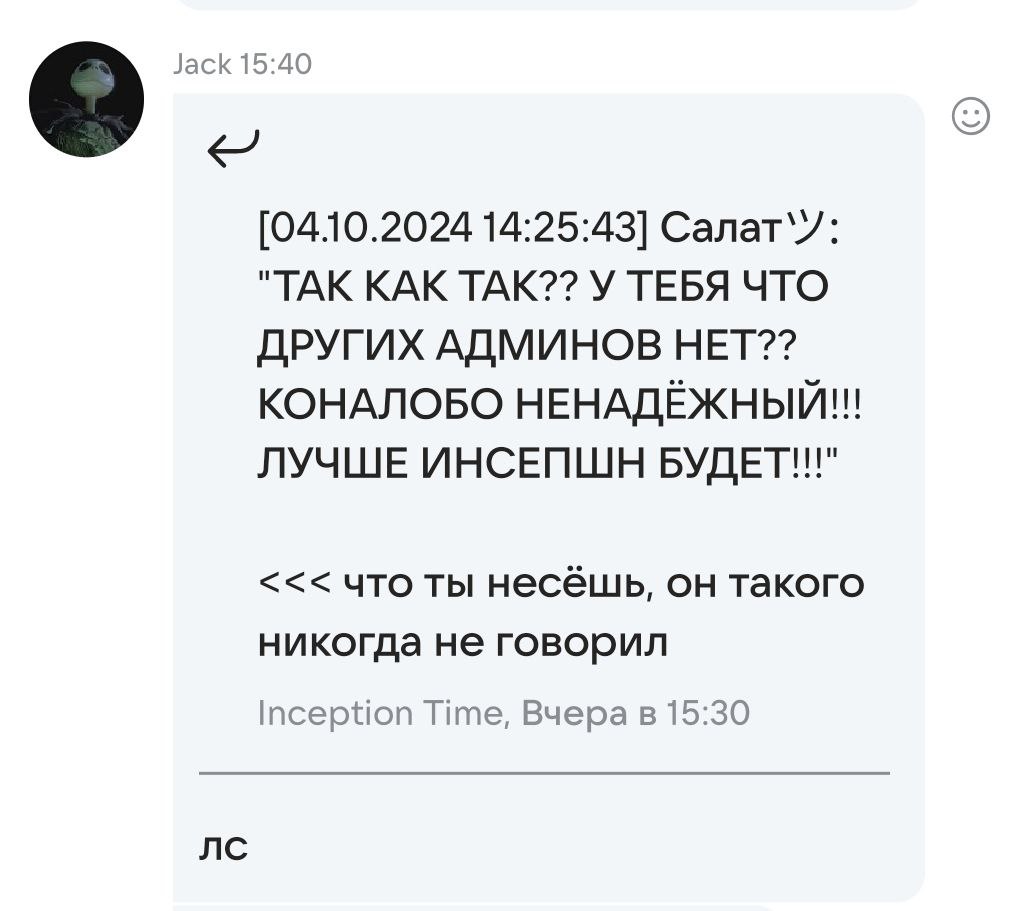 Jack 15:40
[04.10.2024 14:25:43] Салатツ:
"ТАК КАК ТАК?? У ТЕБЯ ЧТО
ДРУГИХ АДМИНОВ НЕТ??
КОНАЛОБО НЕНАДЁЖНЫЙ!!!
ЛУЧШЕ ИНСЕПШН БУДЕТ!!!"
<<< что ты несёшь, он такого
никогда не говорил
Inception Time, Вчера в 15:30
лс